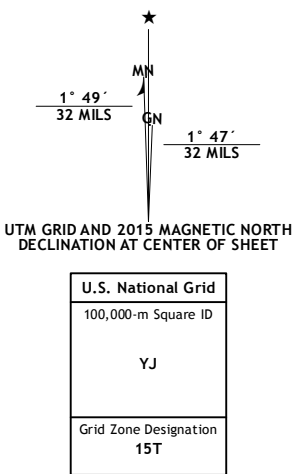 ★
MN
1° 49´
32 MILS
GN
1° 47´
32 MILS
UTM GRID AND 2015 MAGNETIC NORTH
DECLINATION AT CENTER OF SHEET
U.S. National Grid
100,000-m Square ID
YJ
Grid Zone Designation
15T